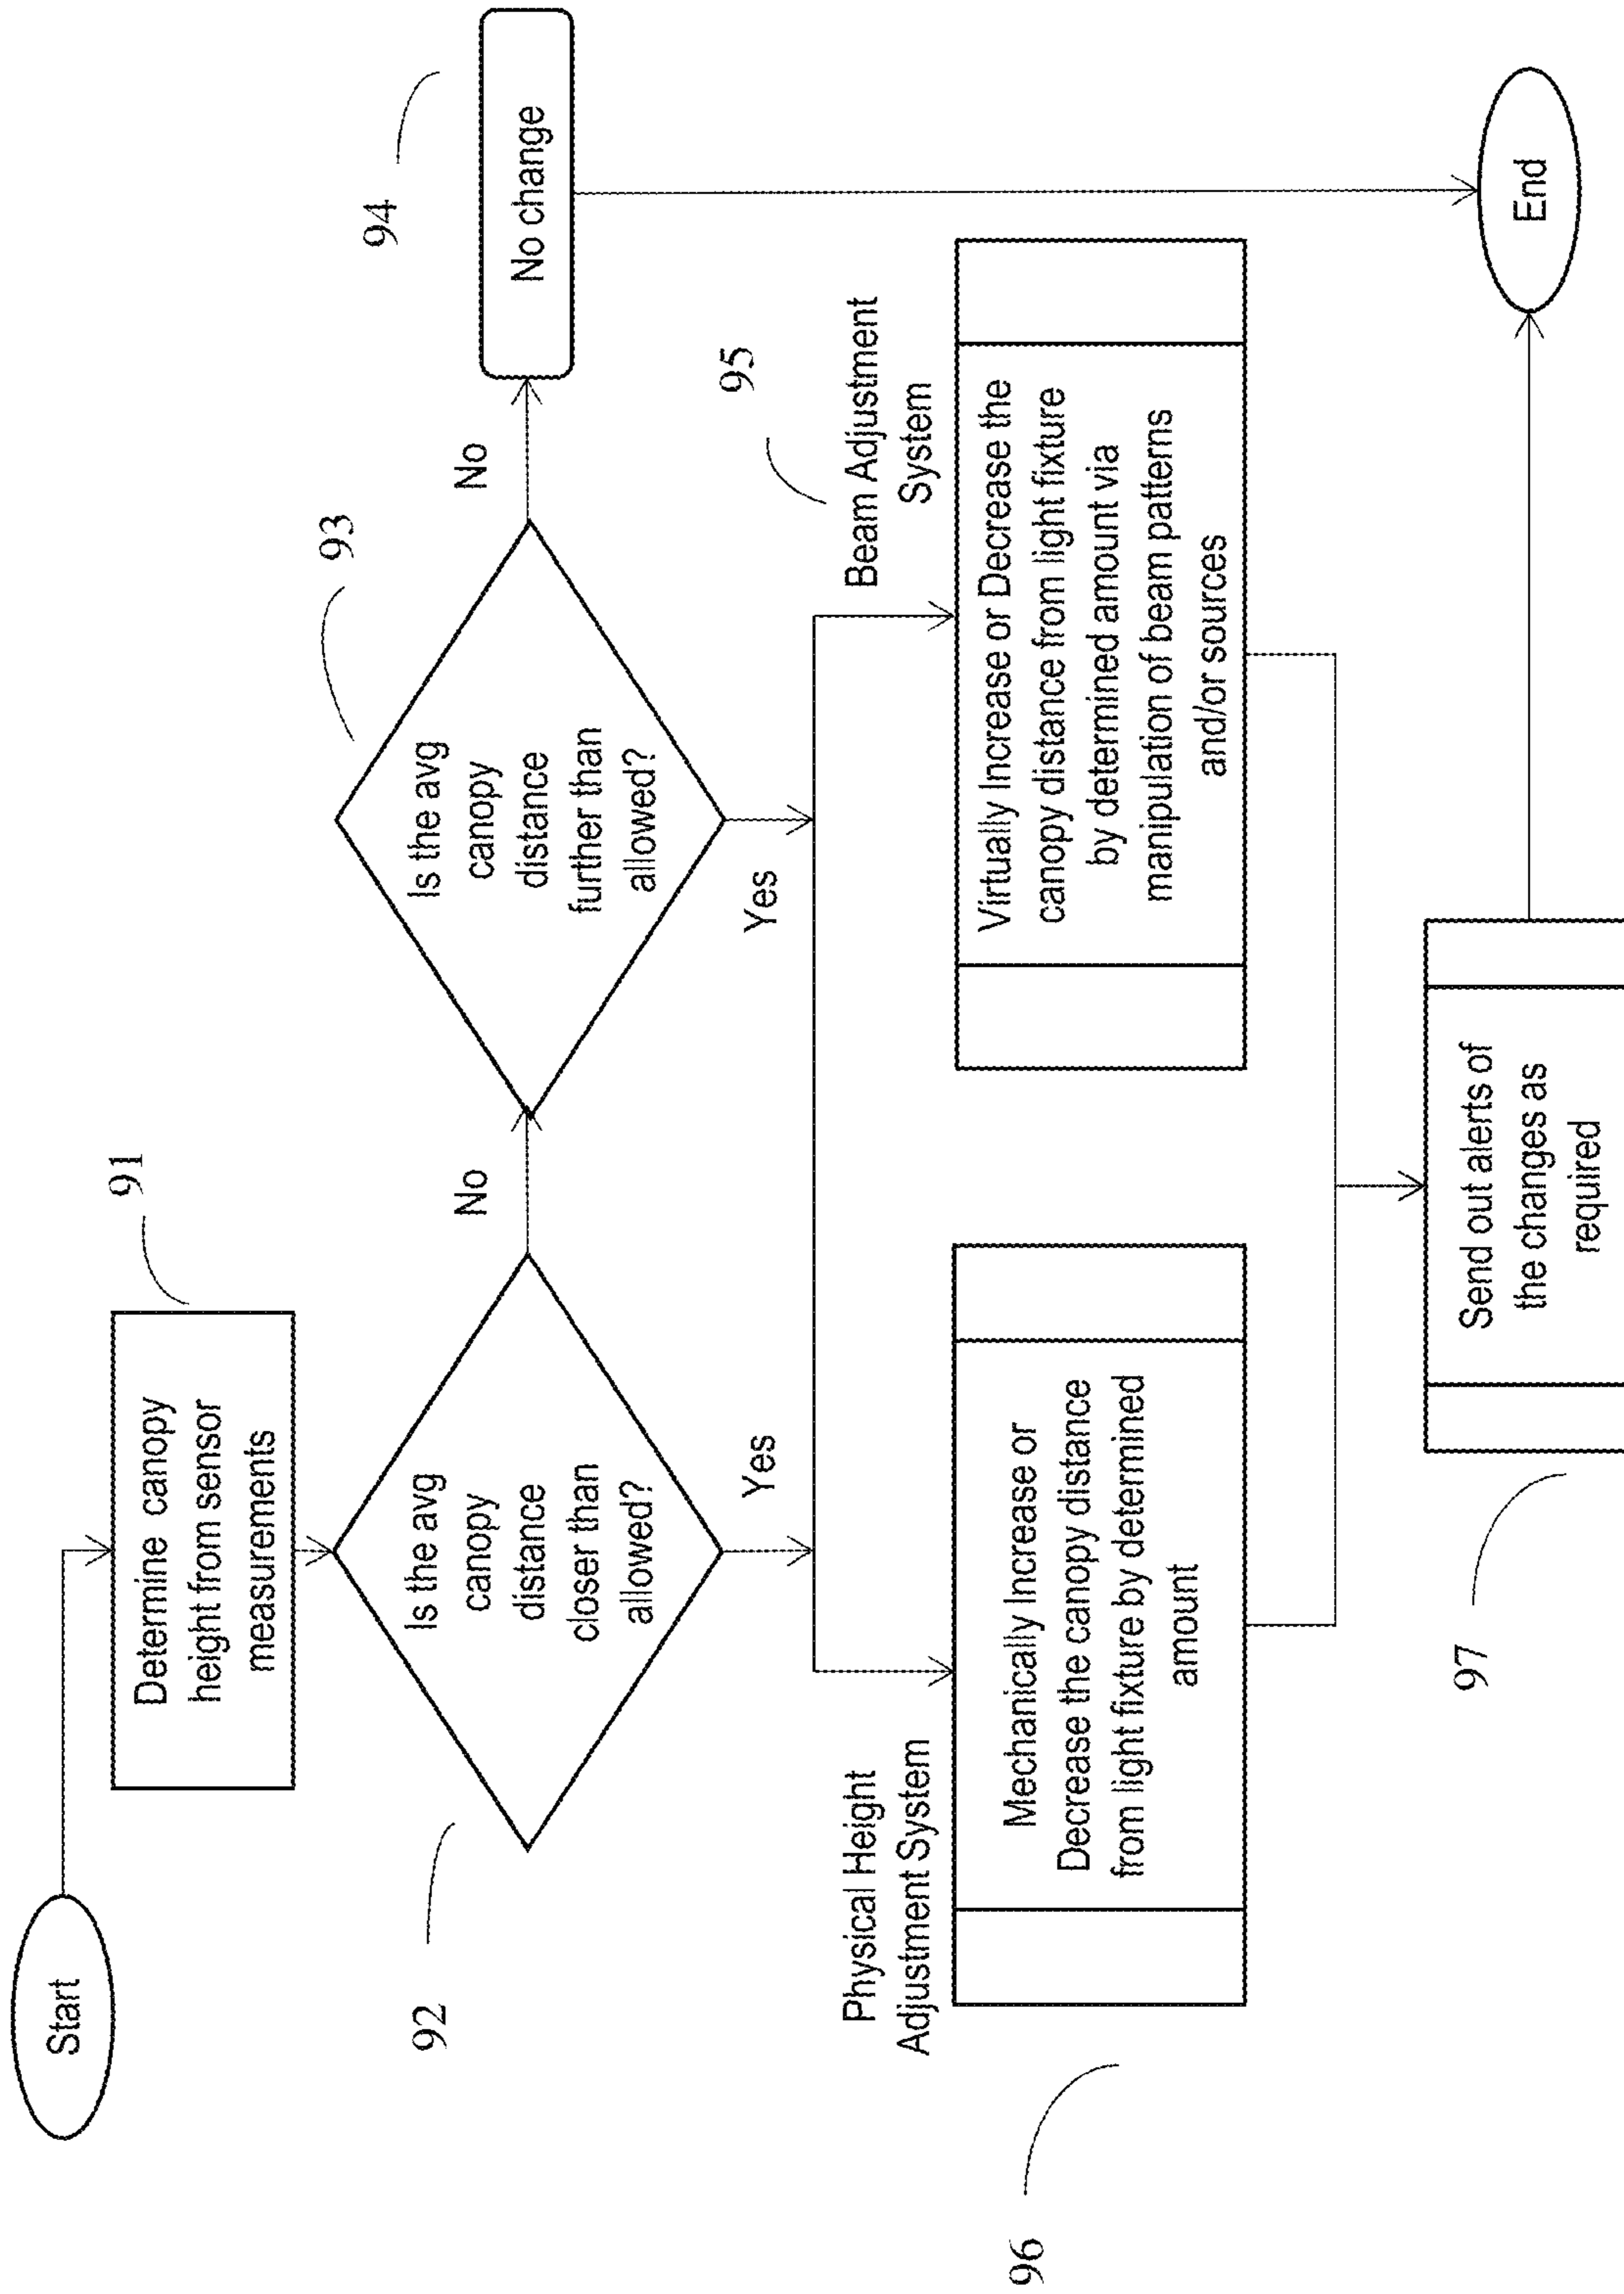 Start
91
Determine canopy
height from sensor
measurements
92
Is the avg
canopy
distance
closer than
allowed?
No
93
Is the avg
canopy
distance
further than
allowed?
No
94
No change
Yes
Yes
Physical Height
Adjustment System
95
Beam Adjustment
System
96
Mechanically Increase or
Decrease the canopy distance
from light fixture by determined
amount
Virtually Increase or Decrease the
canopy distance from light fixture
by determined amount via
manipulation of beam patterns
and/or sources
97
Send out alerts of
the changes as
required
End